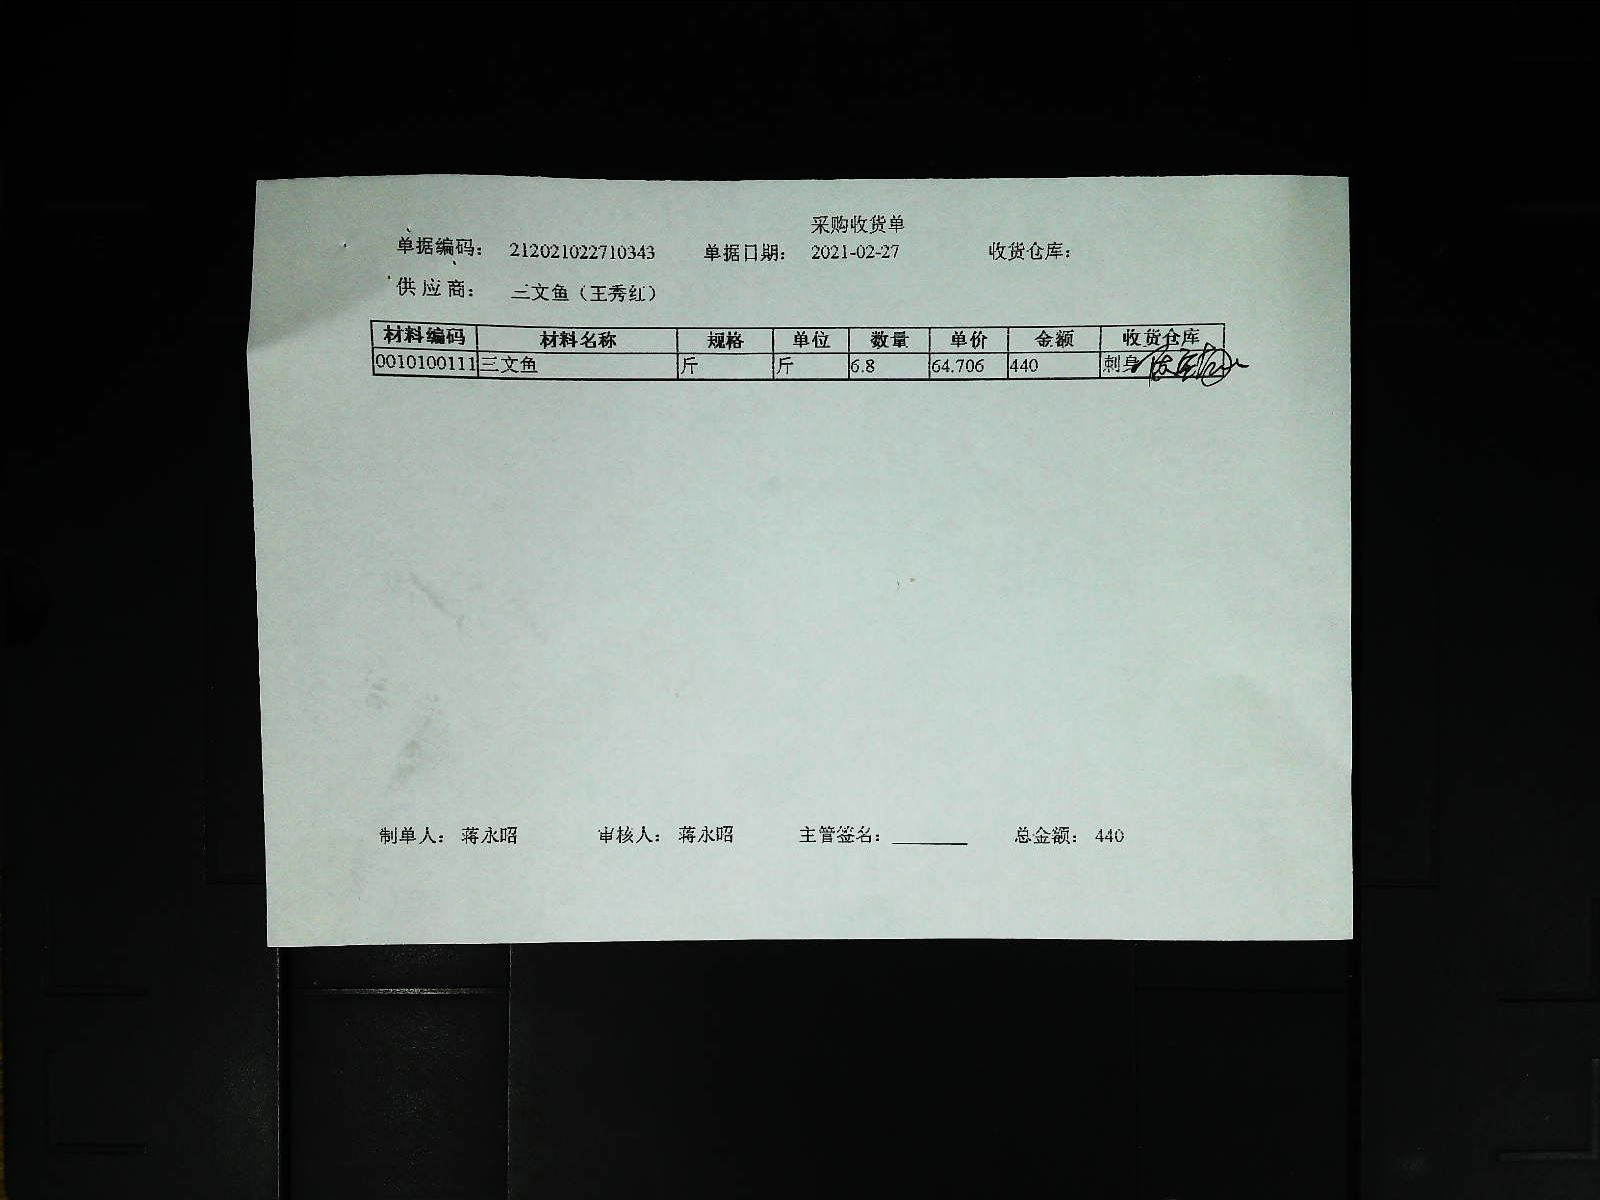 采购收货单
单据编码： 212021022710343 单据日期： 2021-02-27 收货仓库：
供应商： 三文鱼（王秀红）
材料编码 材料名称 规格 单位 数量 单价 金额 收货仓库
0010100111 三文鱼 斤 斤 6.8 64.706 440 刺身
制单人： 蒋永昭 审核人： 蒋永昭 主管签名： 总金额： 440